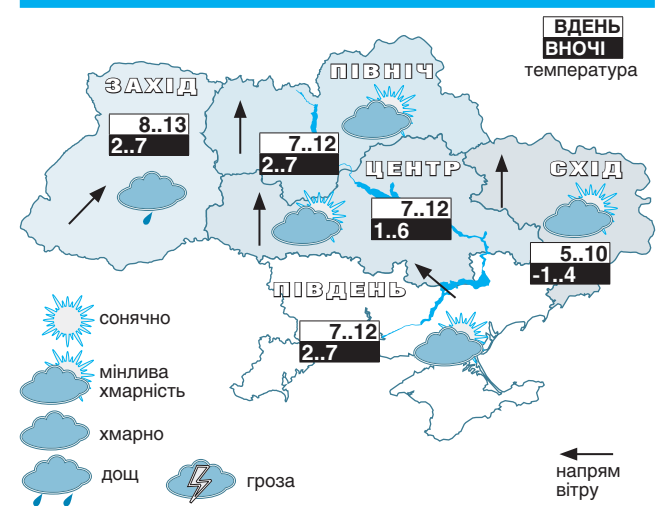 ВДЕНЬ
ВНОЧІ
температура
ПІВНІЧ
ЗАХІД
8..13
2..7
7..12
2..7
ЦЕНТР
СХІД
7..12
1..6
5..10
-1..4
ПІВДЕНЬ
7..12
2..7
сонячно
мінлива
хмарність
хмарно
дощ
гроза
напрям
вітру